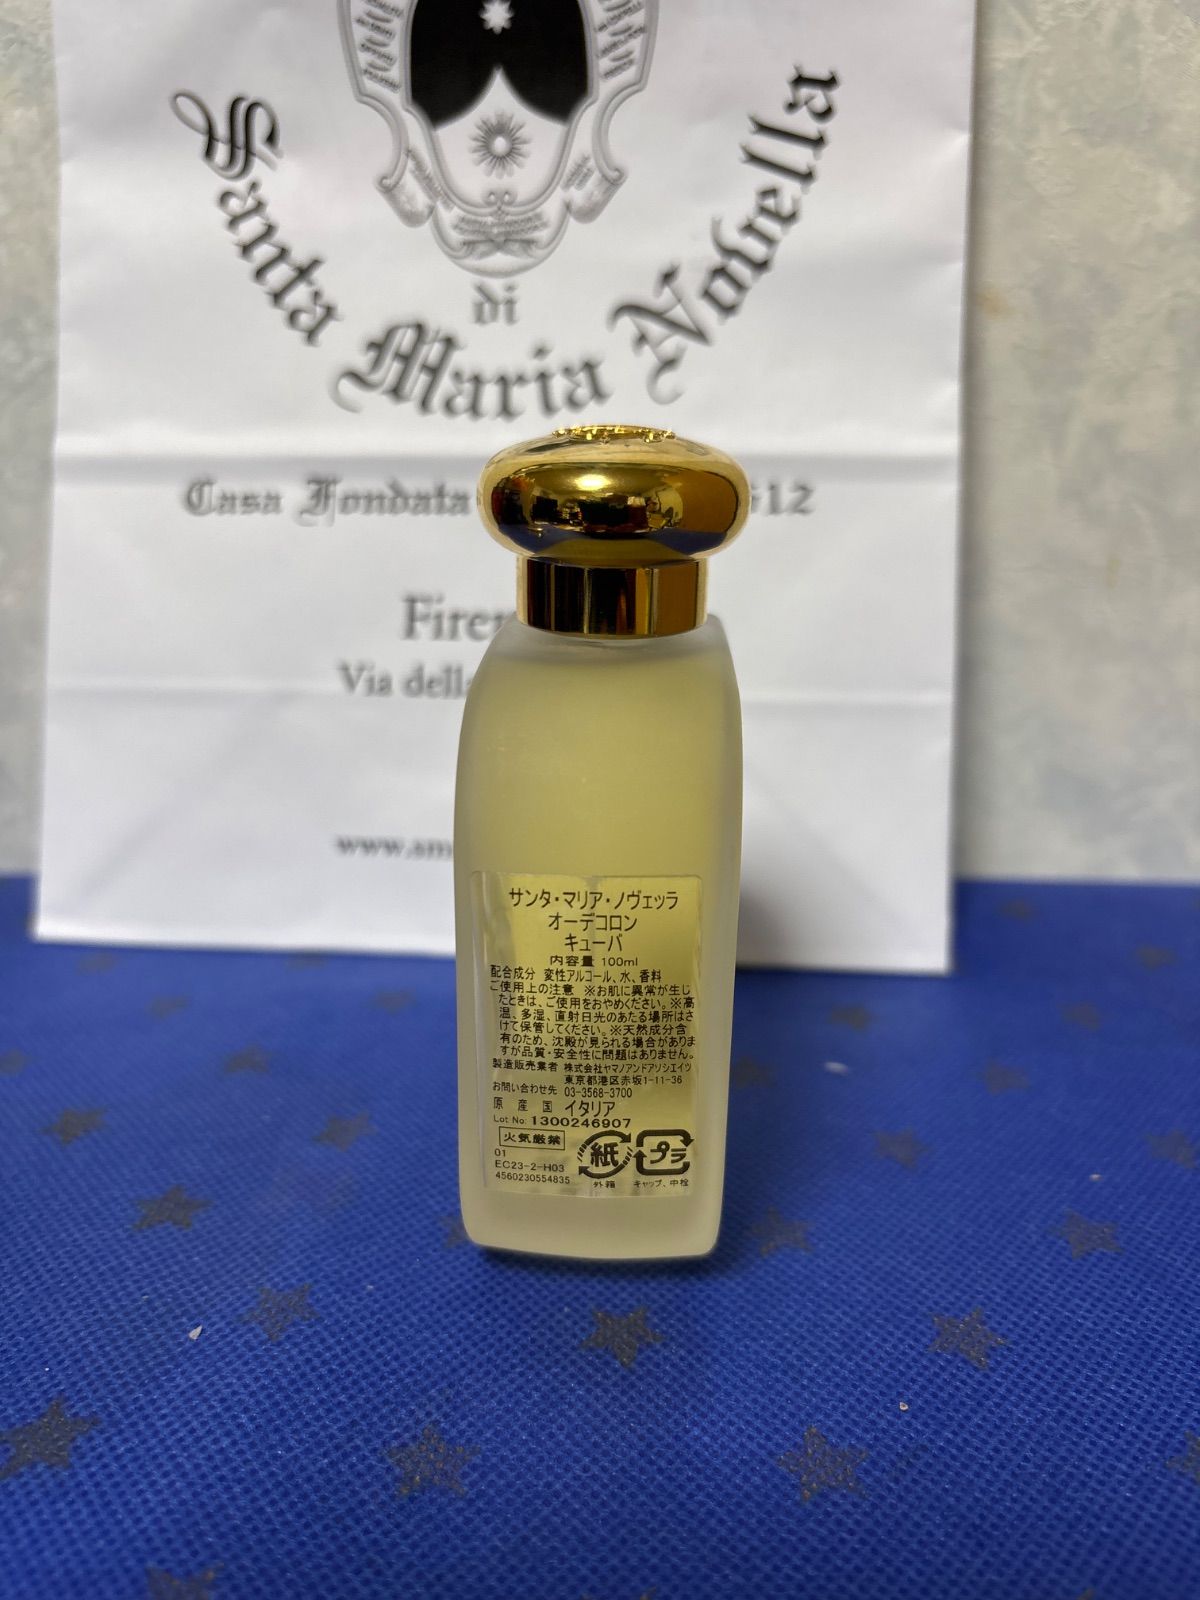 di
Santa Maria Novella
Casa Fondata
612
Via della
サンタ・マリア・ノヴェッラ
オーデコロン
キューバ
内容量 100ml
配合成分 変性アルコール、水、香料
ご使用上の注意 ※お肌に異常が生じ
たときは、ご使用をおやめください。※高
温、多湿、直射日光のあたる場所はさ
けて保管してください。※天然成分含
有のため、沈殿が見られる場合がありま
すが品質・安全性に問題はありません。
製造販売業者 株式会社ヤマノアンドアソシエイツ
東京都港区赤坂1-11-36
お問い合わせ先 03-3568-3700
原産国 イタリア
Lot No: 1300246907
火気厳禁
紙
プラ
01
EC23-2-H03
4560230554835
外箱
キャップ、中栓